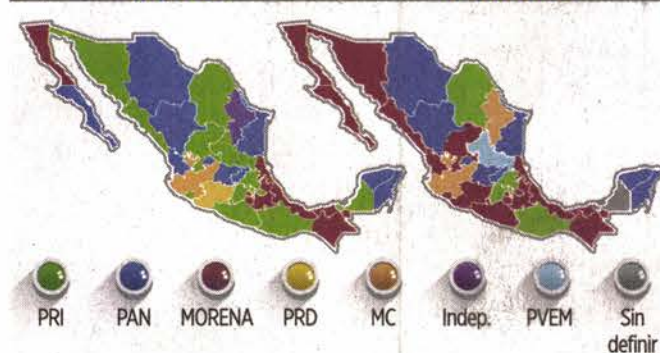 PRI
PAN
MORENA
PRD
MC
Indep.
PVEM
Sin
definir